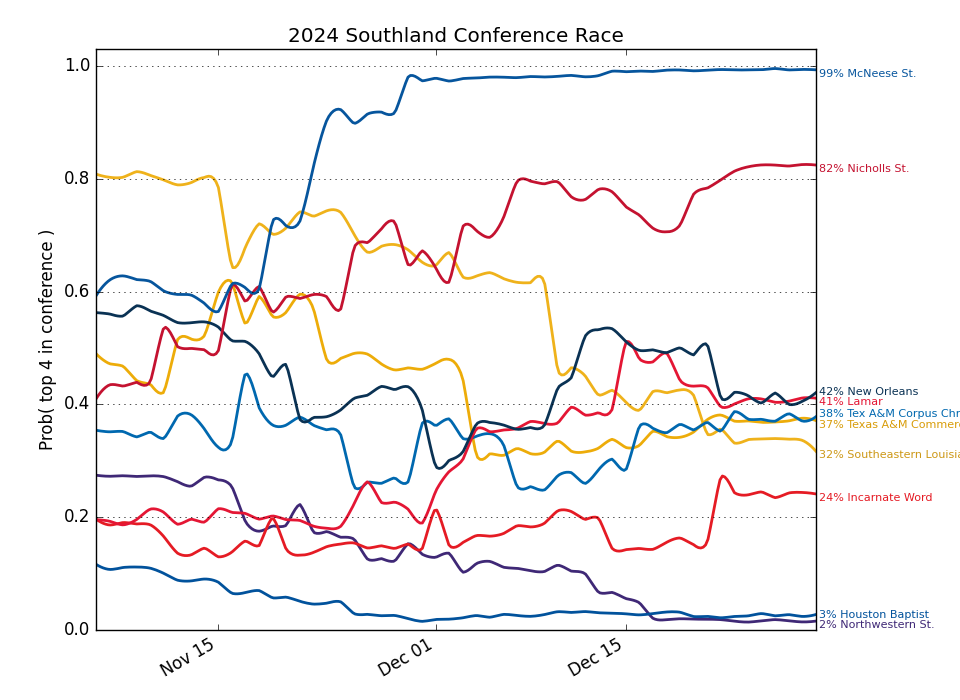 2024 Southland Conference Race
Prob( top 4 in conference )
1.0
0.8
0.6
0.4
0.2
0.0
Nov 15
Dec 01
Dec 15
99% McNeese St.
82% Nicholls St.
42% New Orleans
41% Lamar
38% Tex A&M Corpus Chr
37% Texas A&M Commerc
32% Southeastern Louisia
24% Incarnate Word
3% Houston Baptist
2% Northwestern St.